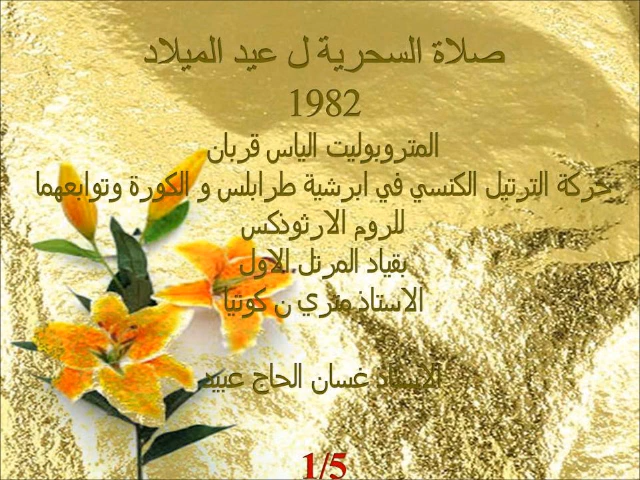 صلاة السحرية ل عيد الميلاد
1982
المتروبوليت الياس قربان
حركة الترتيل الكنسي في ابرشية طرابلس و الكورة وتوابعهما
للروم الارثوذكس
بقياد المرتل الاول
الاستاذ متري ن كوتيا
الاستاذ غسان الحاج عبيد
1/5